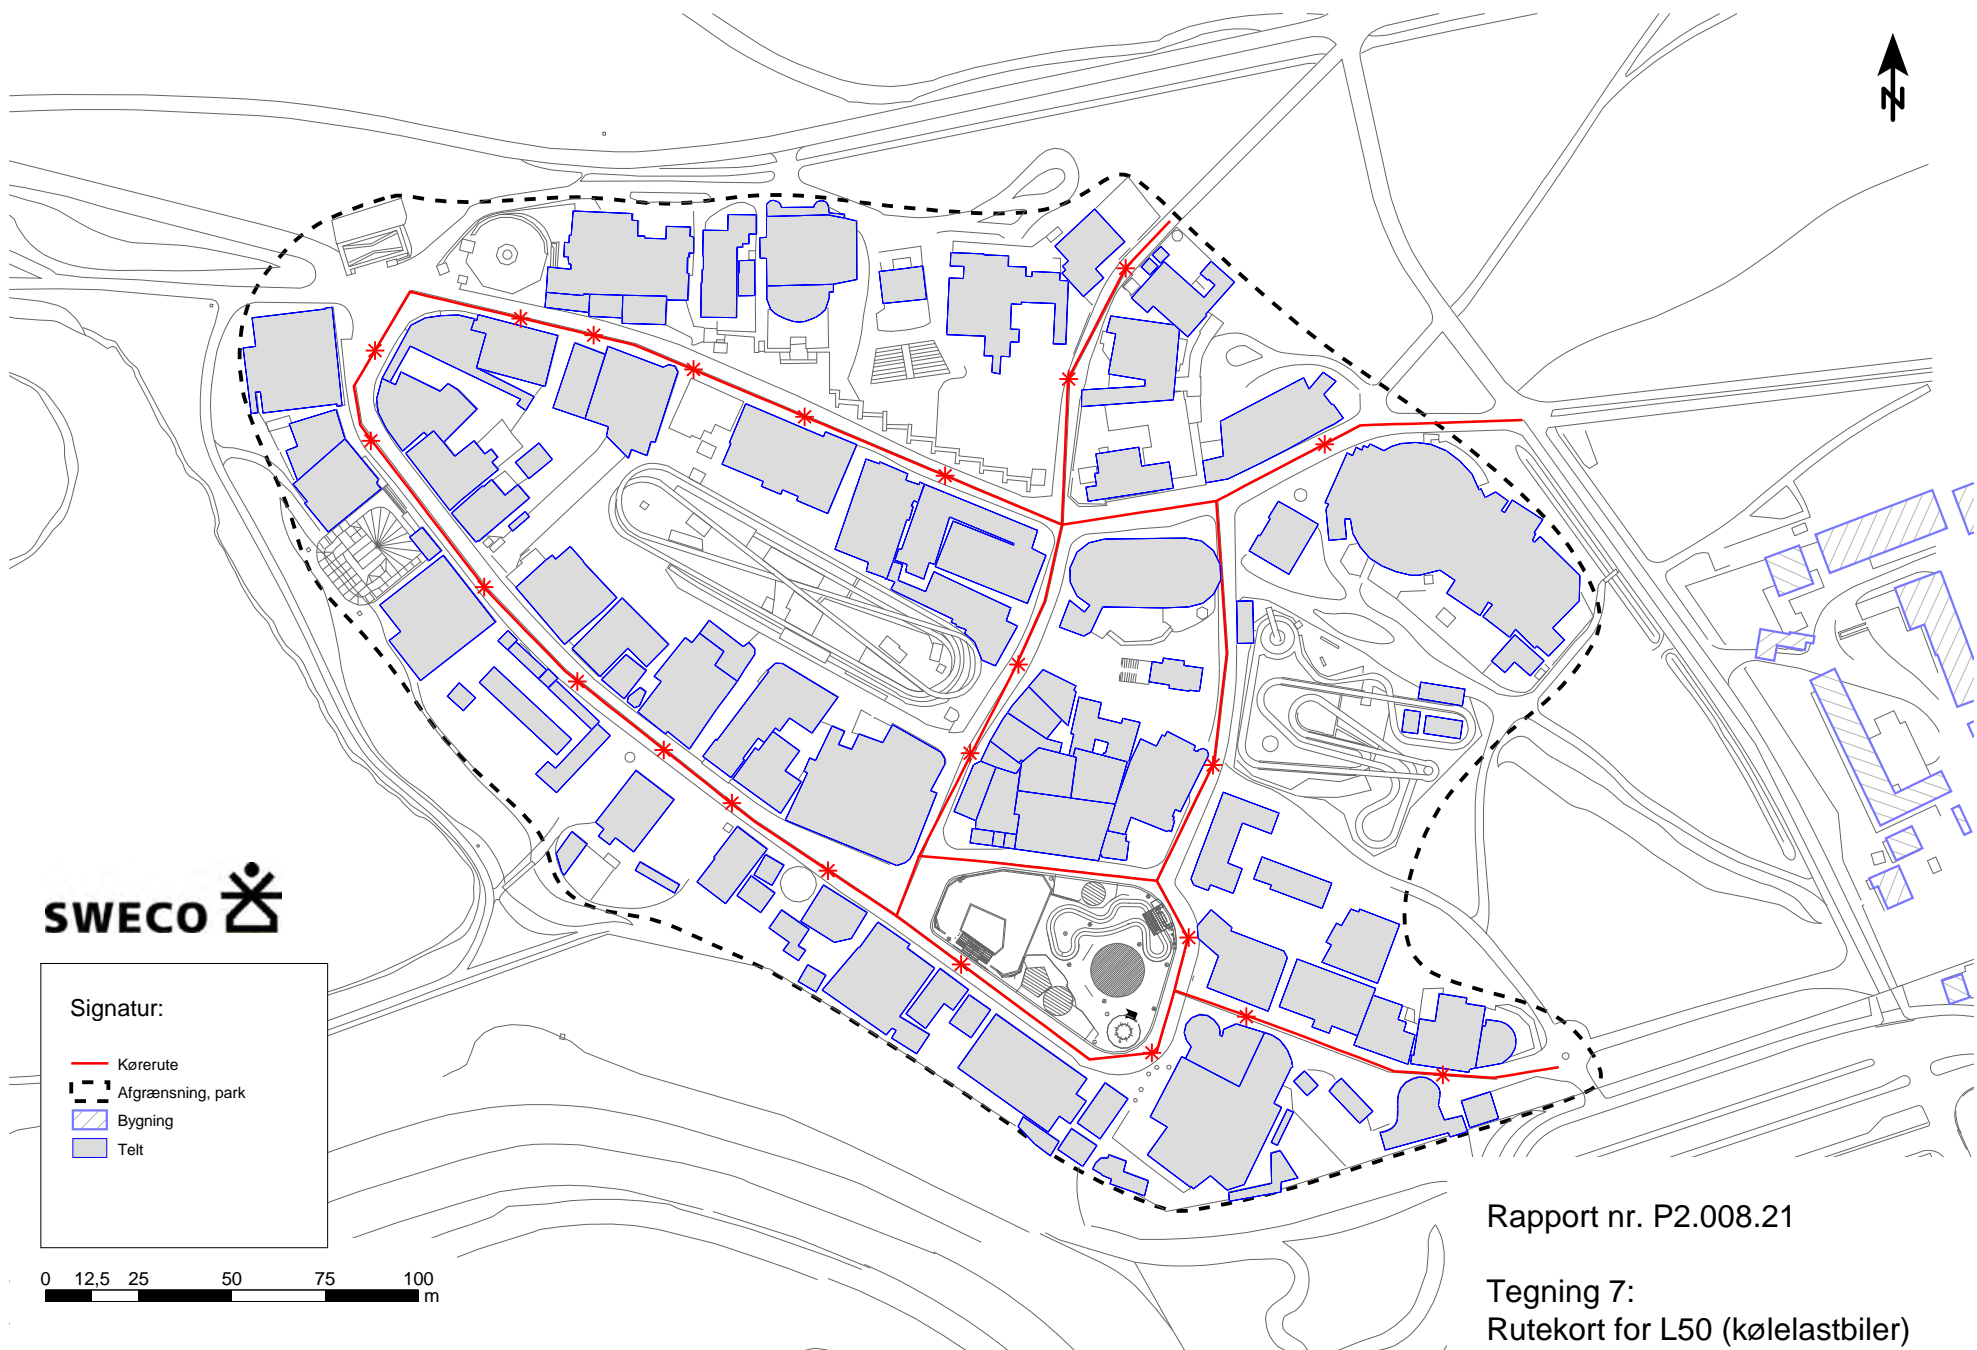 N
SWECO
Signatur:
Kørerute
Afgrænsning, park
Bygning
Telt
0 12,5 25 50 75 100
m
Rapport nr. P2.008.21
Tegning 7:
Rutekort for L50 (kølelastbiler)